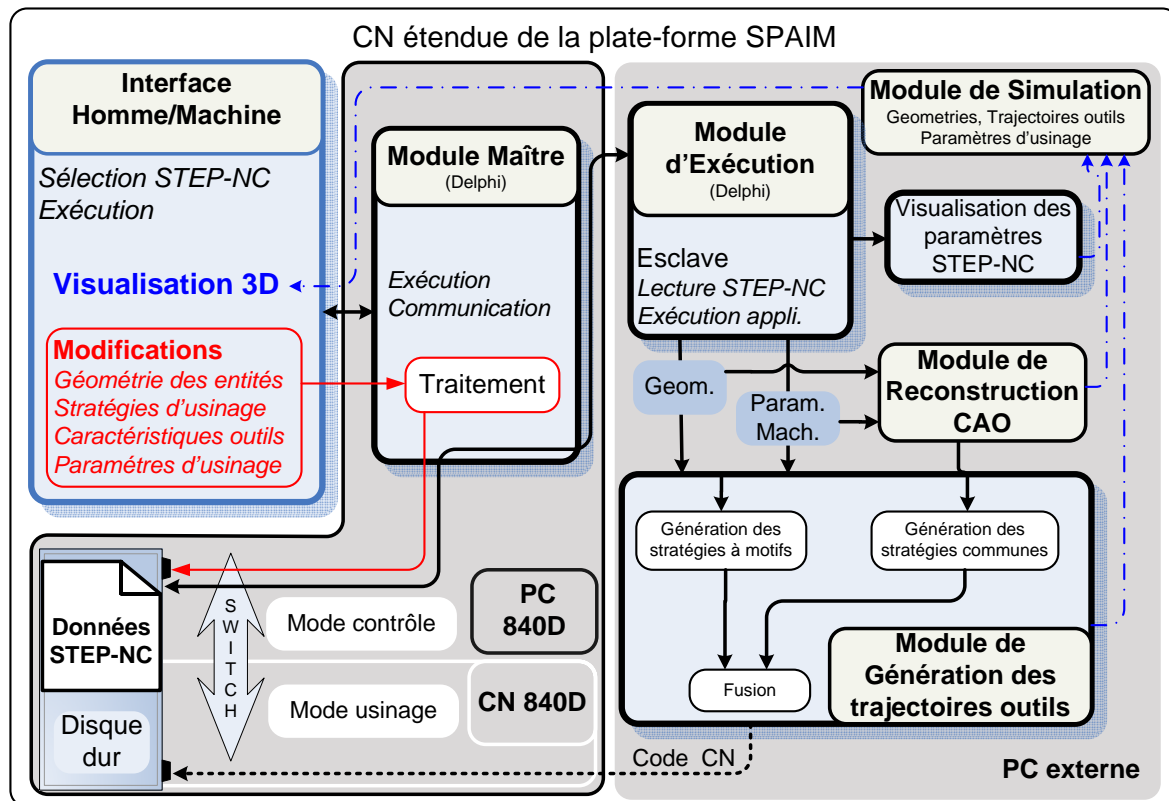 CN étendue de la plate-forme SPAIM
Interface
Homme/Machine
Sélection STEP-NC
Exécution
Visualisation 3D
Modifications
Géométrie des entités
Stratégies d'usinage
Caractéristiques outils
Paramétres d'usinage
Module Maître
(Delphi)
Exécution
Communication
Traitement
Module
d'Exécution
(Delphi)
Esclave
Lecture STEP-NC
Exécution appli.
Module de Simulation
Geometries, Trajectoires outils
Paramètres d'usinage
Visualisation des
paramètres
STEP-NC
Geom.
Param.
Mach.
Module de
Reconstruction
CAO
Génération des
stratégies à motifs
Génération des
stratégies communes
Fusion
Module de
Génération des
trajectoires outils
Données
STEP-NC
Disque
dur
SWITCH
Mode contrôle
Mode usinage
PC
840D
CN 840D
Code CN
PC externe